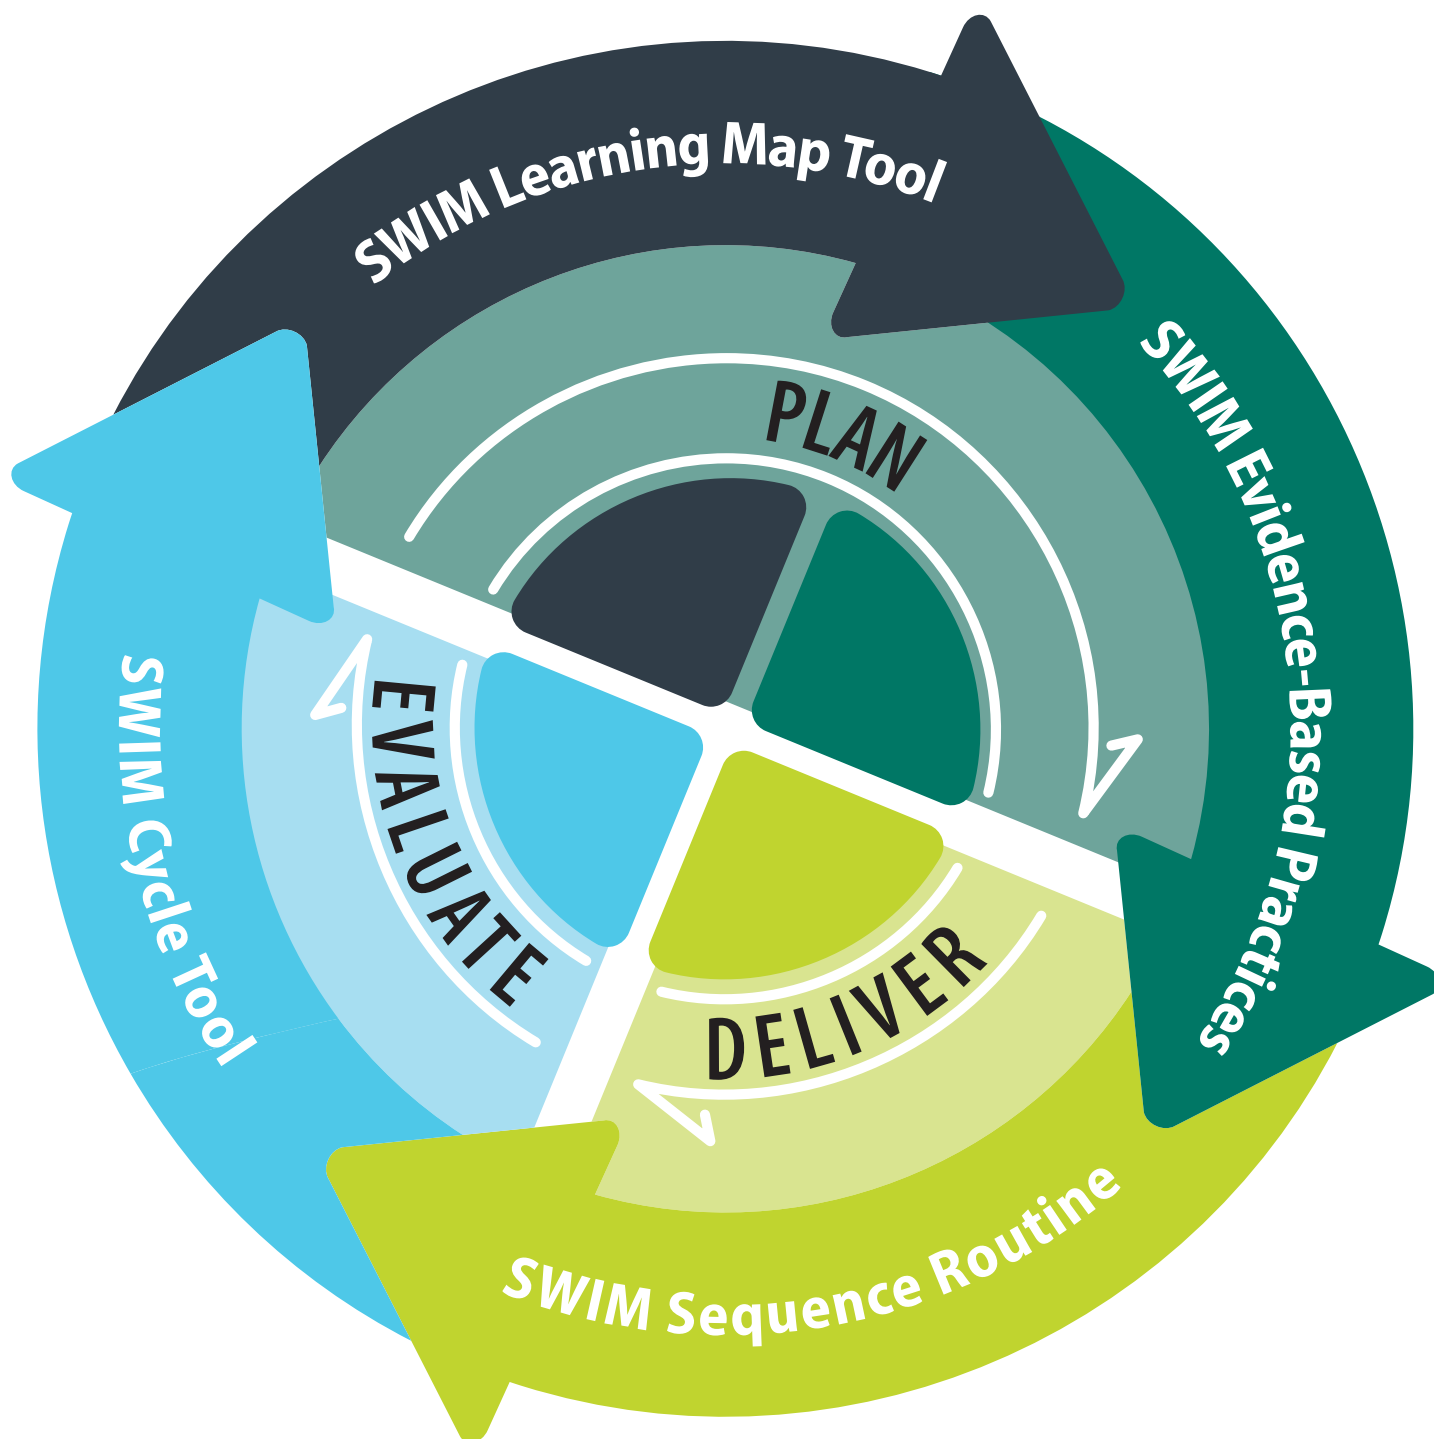 SWIM Learning Map Tool
SWIM Evidence-Based Practices
SWIM Sequence Routine
SWIM Cycle Tool
PLAN
DELIVER
EVALUATE